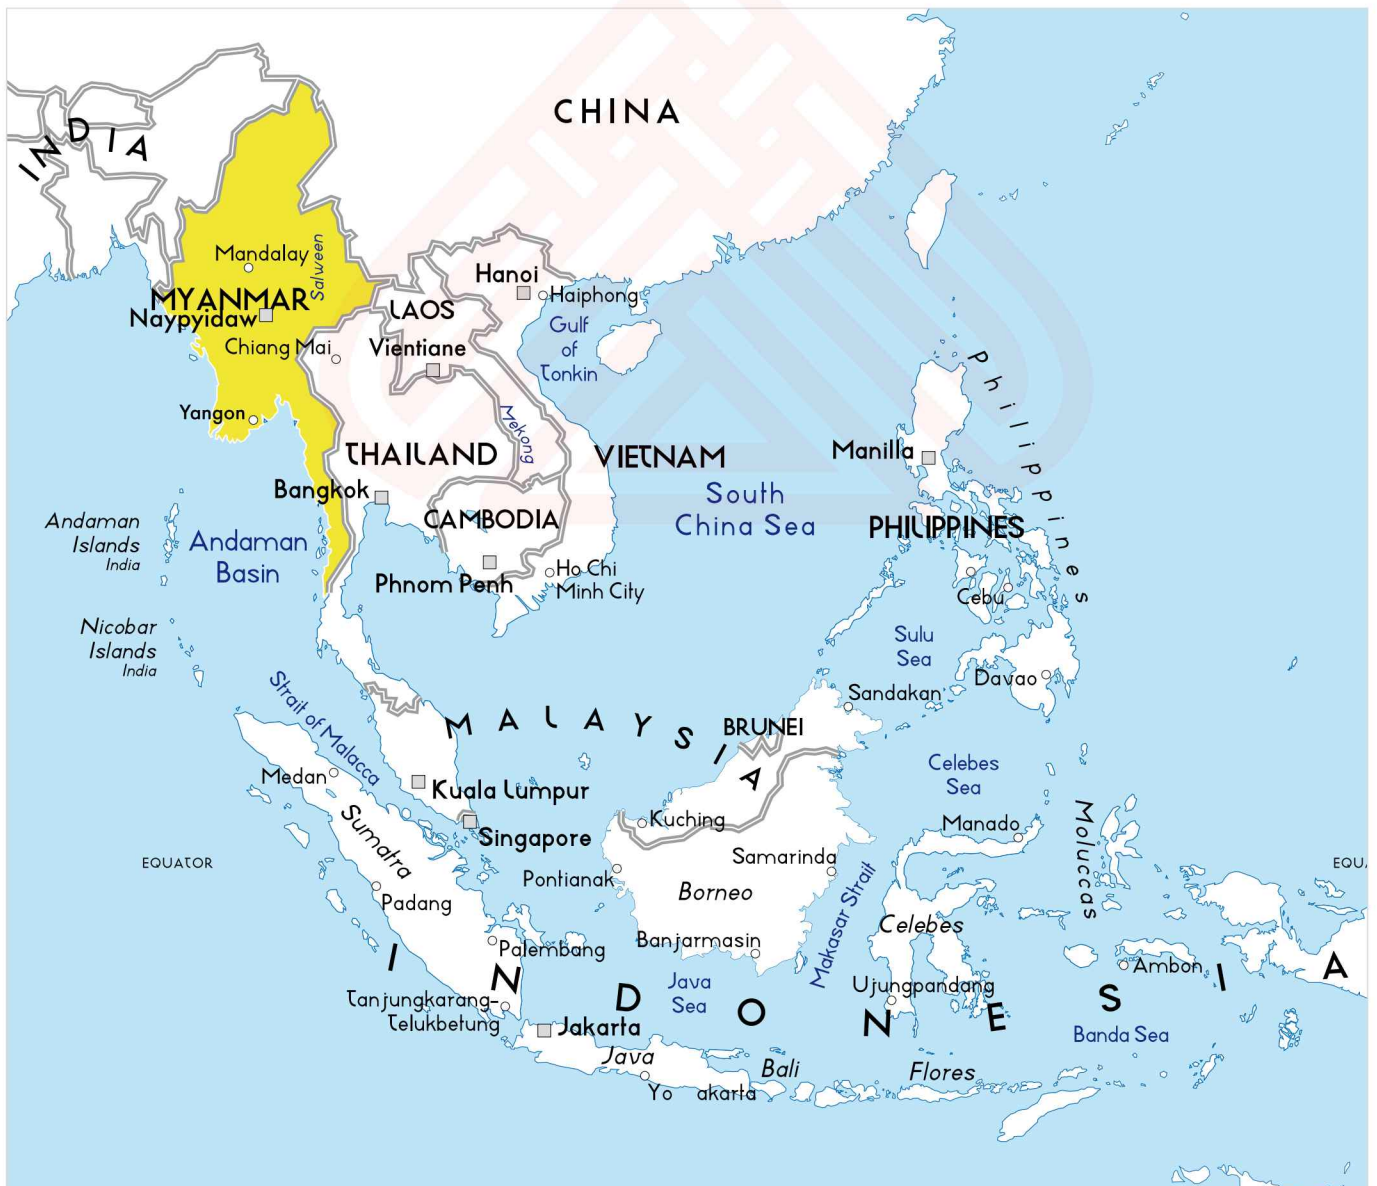 CHINA
INDIA
Mandalay
Salween
MYANMAR
Naypyidaw
Hanoi
Haiphong
LAOS
Gulf
of
Tonkin
Chiang Mai
Vientiane
Philippines
Yangon
Mekong
THAILAND
VIETNAM
Manilla
Bangkok
South
China Sea
CAMBODIA
PHILIPPINES
Andaman
Islands
India
Andaman
Basin
Phnom Penh
Ho Chi
Minh City
Cebu
Nicobar
Islands
India
Sulu
Sea
Davao
Strait of Malacca
Sandakan
MALAYSIA
BRUNEI
Celebes
Sea
Medan
Kuala Lumpur
Sumatra
Singapore
Kuching
Manado
Moluccas
EQUATOR
EQUA
Samarinda
Pontianak
Borneo
Makasar Strait
Padang
Celebes
Palembang
Banjarmasin
Ambon
INDONESIA
Java
Sea
Ujungpandang
Tanjungkarang-
Telukbetung
Jakarta
Banda Sea
Java
Bali
Flores
Yo akarta